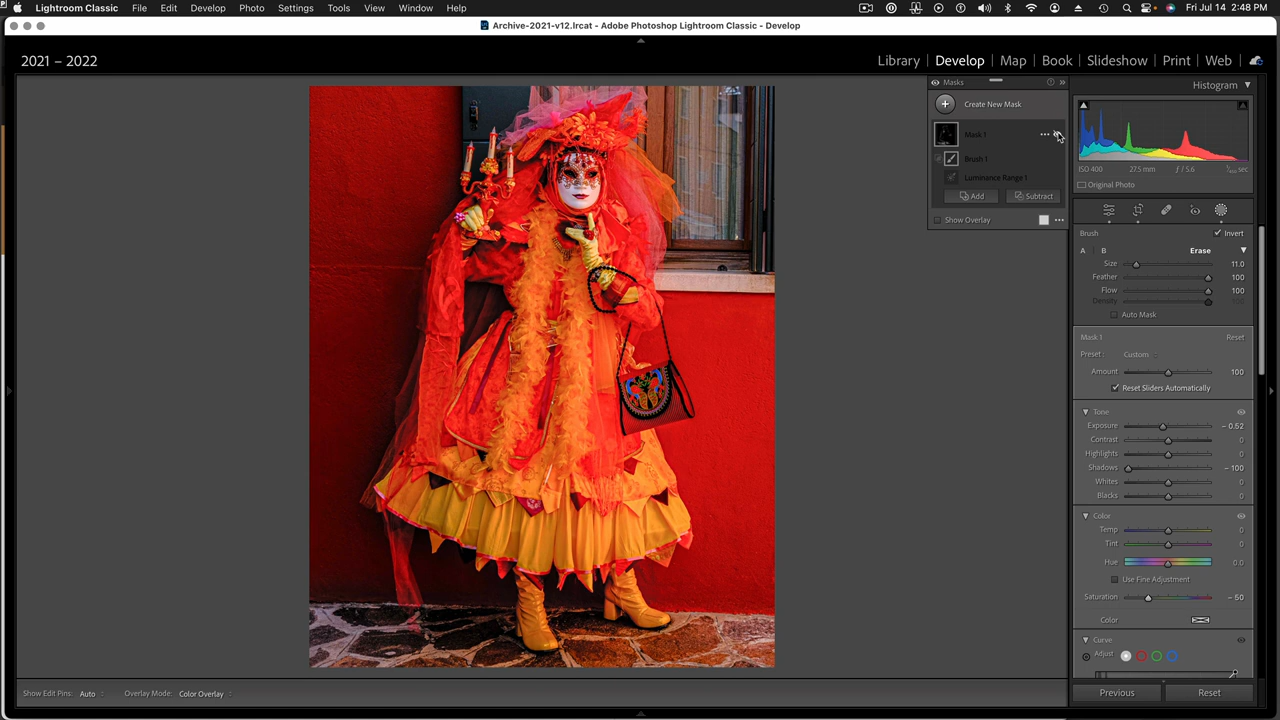 Lightroom Classic File Edit Develop Photo Settings Tools View Window Help Fri Jul 14 2:48 PM
Archive-2021-v12.lrcat - Adobe Photoshop Lightroom Classic - Develop
2021 – 2022 Library Develop Map Book Slideshow Print Web
Masks
Create New Mask
Mask 1
Brush 1
Luminance Range 1
Add Subtract
Show Overlay
Histogram
ISO 400 27.5 mm ƒ / 5.6
Original Photo
Brush Invert
A B Erase
Size 11.0
Feather 100
Flow 100
Density 100
Auto Mask
Mask 1 Reset
Preset : Custom
Amount 100
Reset Sliders Automatically
Tone
Exposure – 0.52
Contrast 0
Highlights 0
Shadows – 100
Whites 0
Blacks 0
Color
Temp 0
Tint 0
Hue 0.0
Use Fine Adjustment
Saturation – 50
Color
Curve
Adjust
Previous Reset
Show Edit Pins: Auto Overlay Mode: Color Overlay